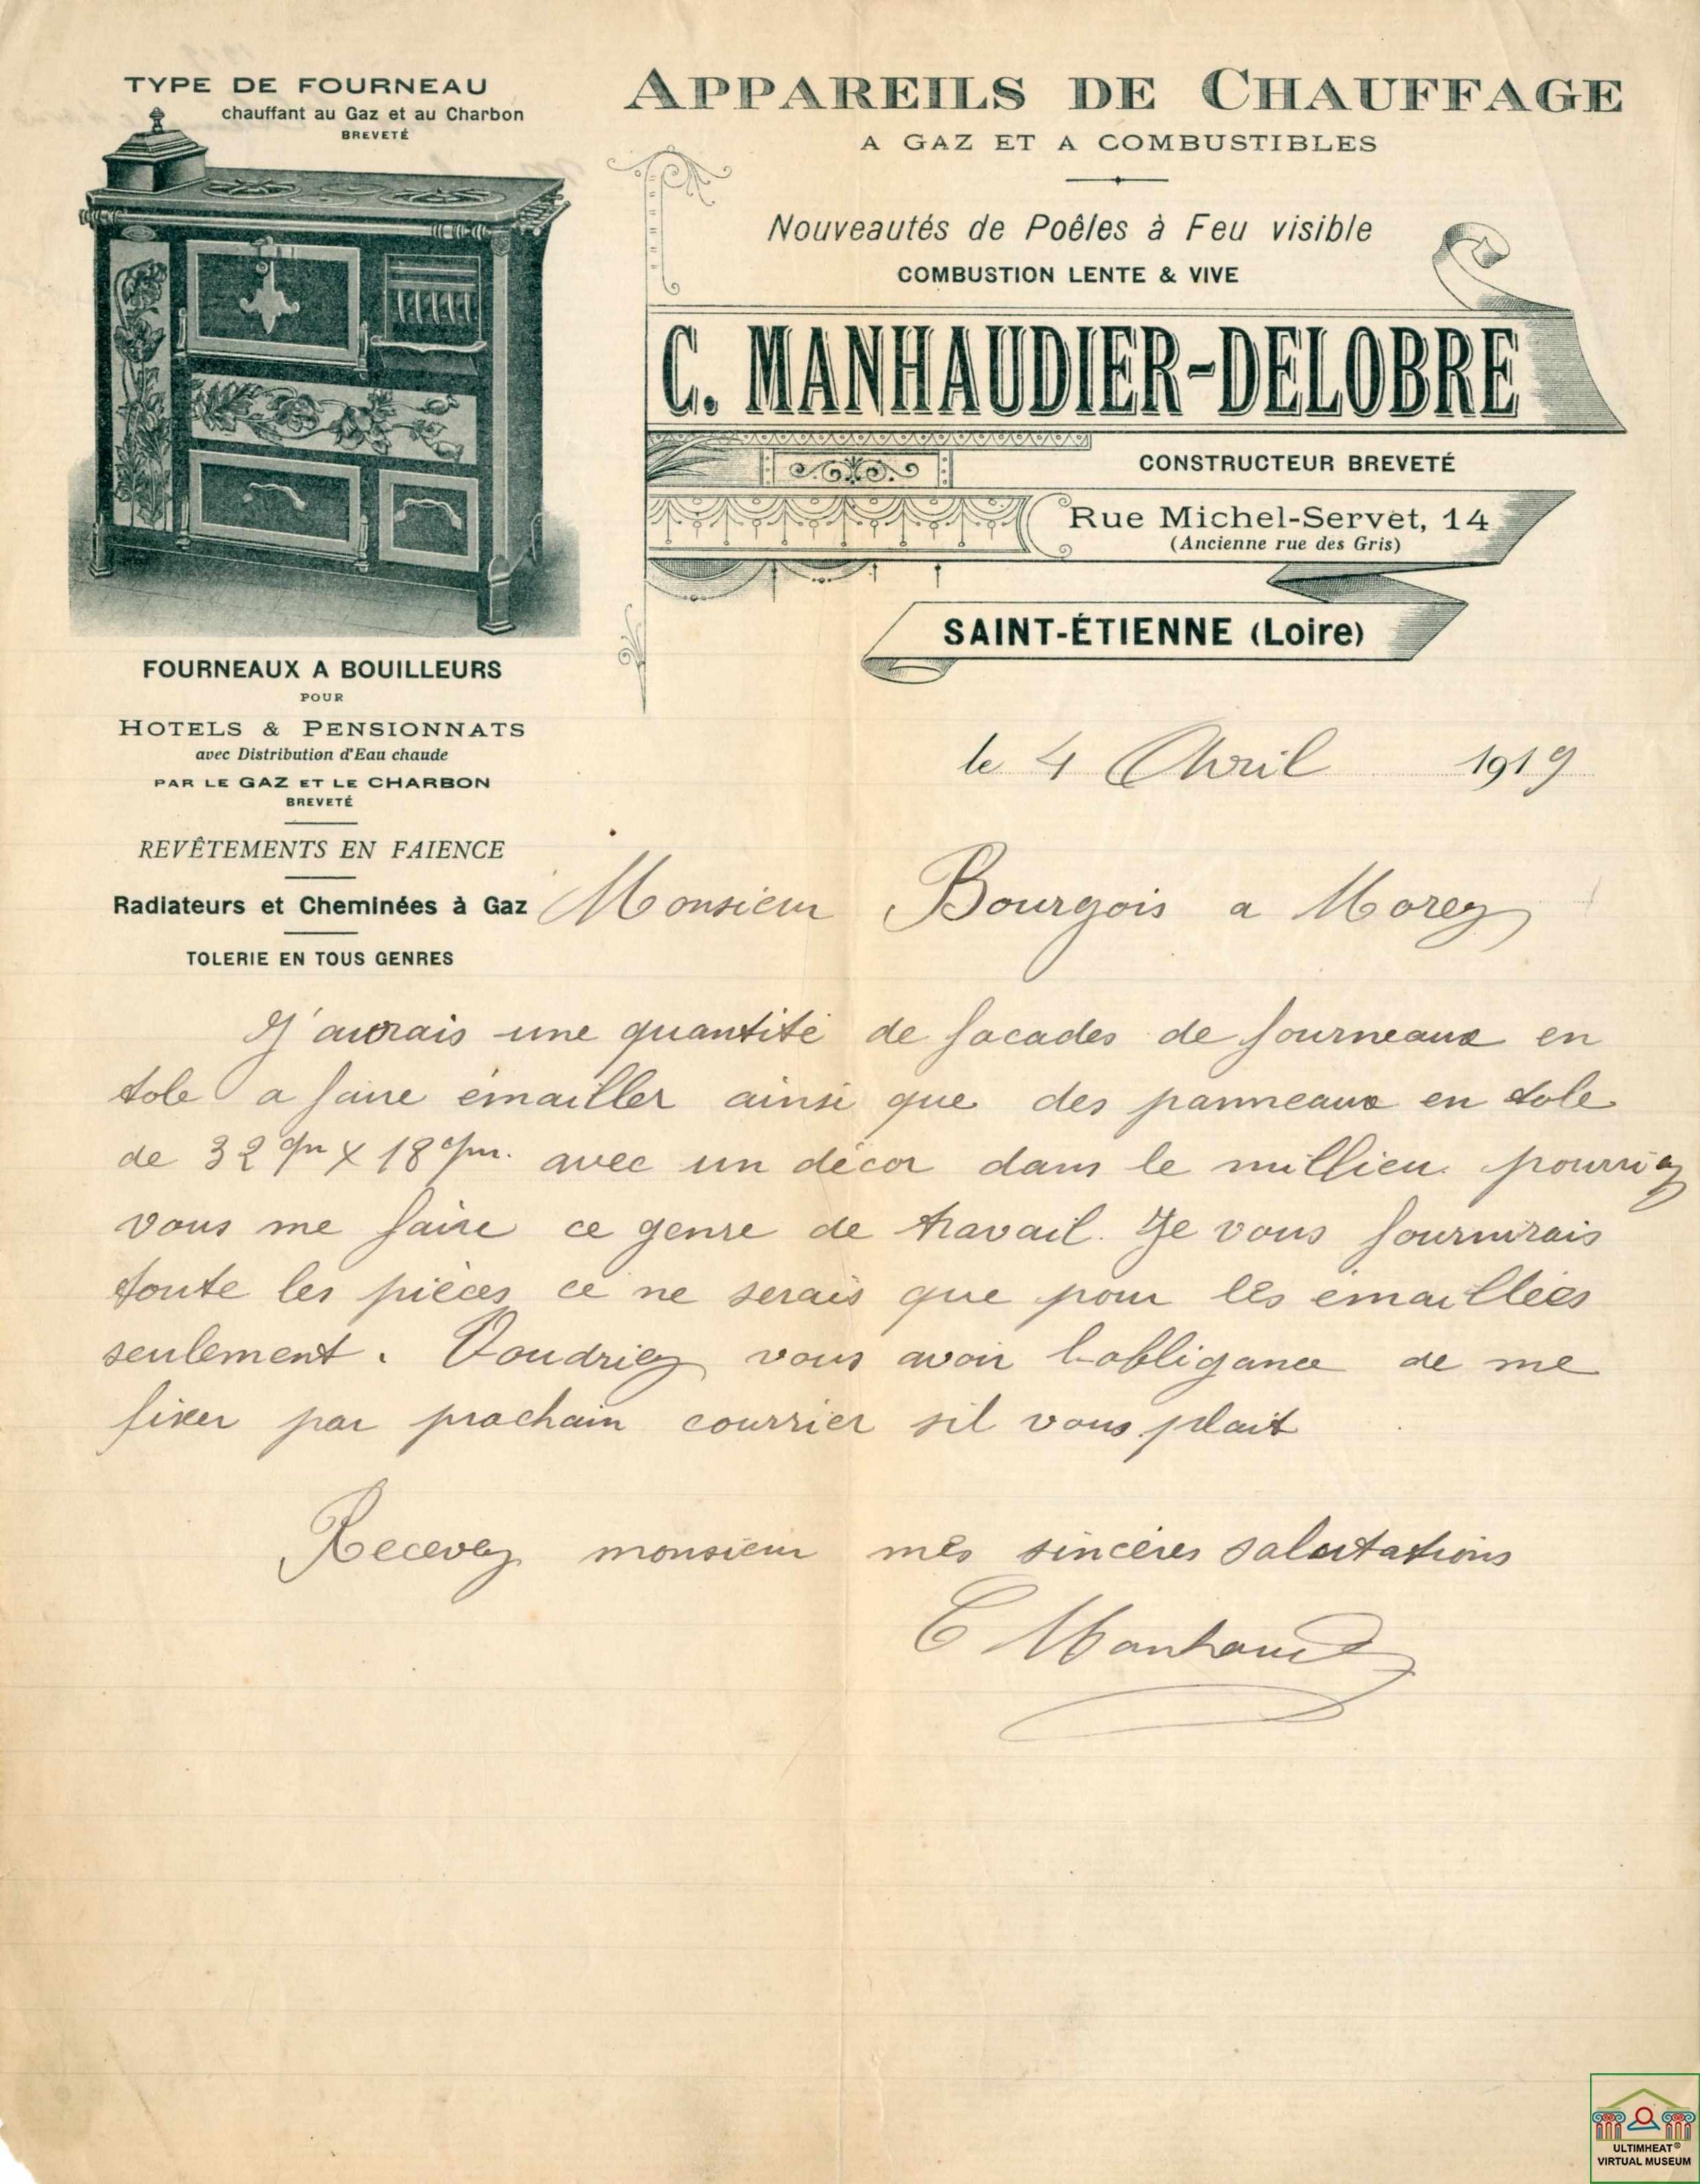 TYPE DE FOURNEAU
chauffant au Gaz et au Charbon
BREVETÉ
APPAREILS DE CHAUFFAGE
A GAZ ET A COMBUSTIBLES
Nouveautés de Poêles à Feu visible
COMBUSTION LENTE & VIVE
C. MANHAUDIER-DELOBRE
CONSTRUCTEUR BREVETÉ
Rue Michel-Servet, 14
(Ancienne rue des Gris)
SAINT-ÉTIENNE (Loire)
FOURNEAUX A BOUILLEURS
POUR
HOTELS & PENSIONNATS
avec Distribution d'Eau chaude
PAR LE GAZ ET LE CHARBON
BREVETÉ
REVÊTEMENTS EN FAIENCE
Radiateurs et Cheminées à Gaz
TOLERIE EN TOUS GENRES
le 4 Avril 1919
Monsieur Bourgois a Morez
J'aurais une quantité de facades de fourneaux en
tole a faire émailler ainsi que des panneaux en tole
de 32 c/m X 18 c/m. avec un décor dans le millieu pourriez
vous me faire ce genre de travail. Je vous fournirais
toute les pièces ce ne serais que pour les émaillées
seulement. Voudriez vous avoir l'obligance de me
fixer par prochain courrier sil vous plait
Recevez monsieur mes sincères salutations
C Manhaud
ULTIMHEAT®
VIRTUAL MUSEUM